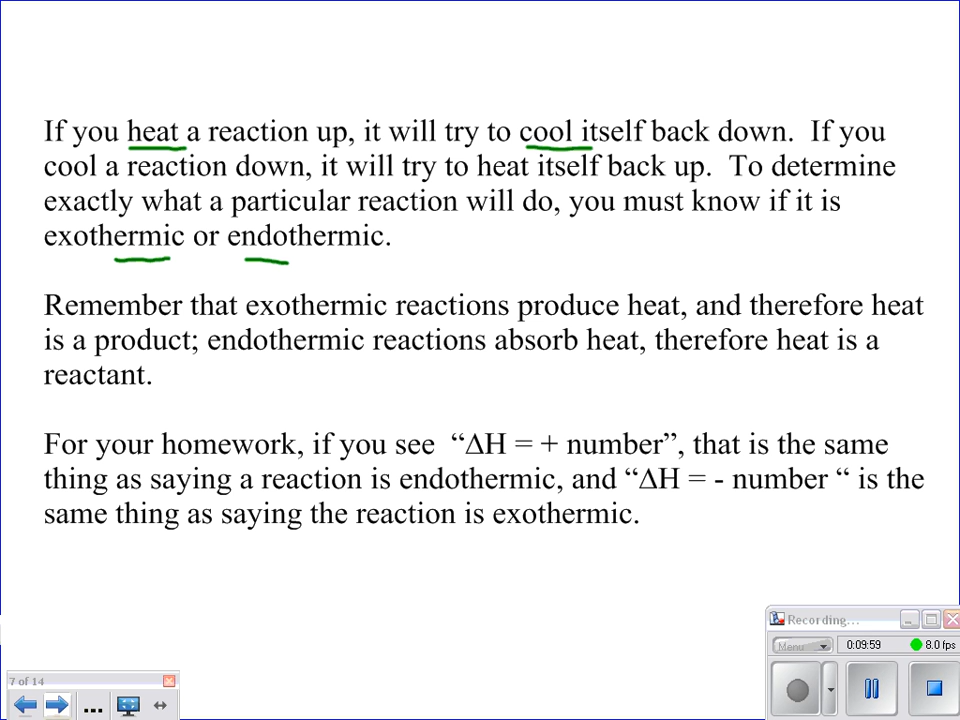 If you heat a reaction up, it will try to cool itself back down.  If you
cool a reaction down, it will try to heat itself back up.  To determine
exactly what a particular reaction will do, you must know if it is
exothermic or endothermic.
Remember that exothermic reactions produce heat, and therefore heat
is a product; endothermic reactions absorb heat, therefore heat is a
reactant.
For your homework, if you see  “∆H = + number”, that is the same
thing as saying a reaction is endothermic, and “∆H = - number “ is the
same thing as saying the reaction is exothermic.
Recording...
Menu 0:09:59 8.0 fps
7 of 14
...